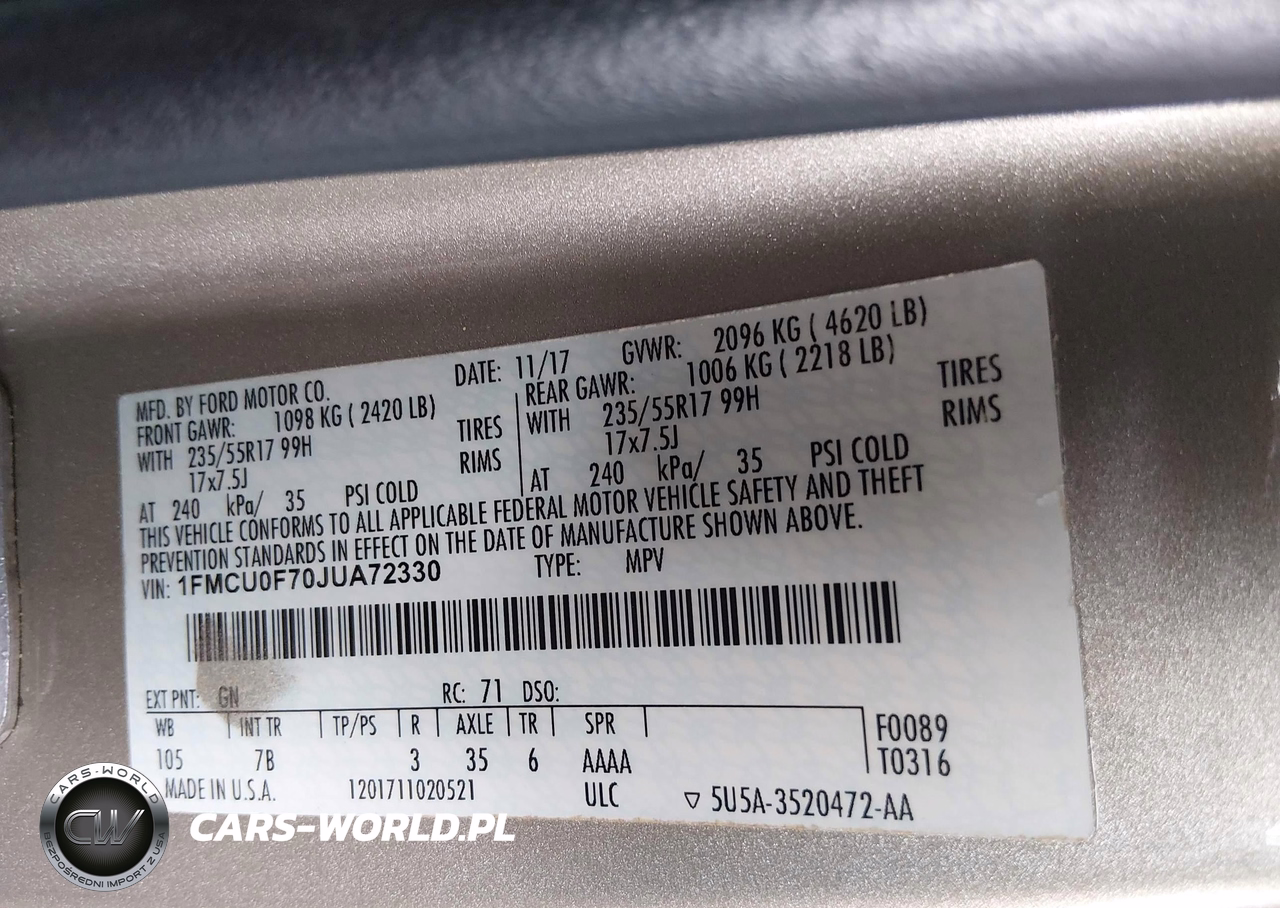 MFD. BY FORD MOTOR CO. DATE: 11/17 GVWR: 2096 KG ( 4620 LB)
FRONT GAWR: 1098 KG ( 2420 LB) REAR GAWR: 1006 KG ( 2218 LB)
WITH 235/55R17 99H TIRES WITH 235/55R17 99H TIRES
17x7.5J RIMS 17x7.5J RIMS
AT 240 kPa/ 35 PSI COLD AT 240 kPa/ 35 PSI COLD
THIS VEHICLE CONFORMS TO ALL APPLICABLE FEDERAL MOTOR VEHICLE SAFETY AND THEFT
PREVENTION STANDARDS IN EFFECT ON THE DATE OF MANUFACTURE SHOWN ABOVE.
VIN: 1FMCU0F70JUA72330 TYPE: MPV
EXT PNT: GN RC: 71 DSO:
WB INT TR TP/PS R AXLE TR SPR F0089
105 7B 3 35 6 AAAA T0316
MADE IN U.S.A. 1201711020521 ULC ▽ 5U5A-3520472-AA
CARS-WORLD
CW
BEZPOŚREDNI IMPORT Z USA
CARS-WORLD.PL